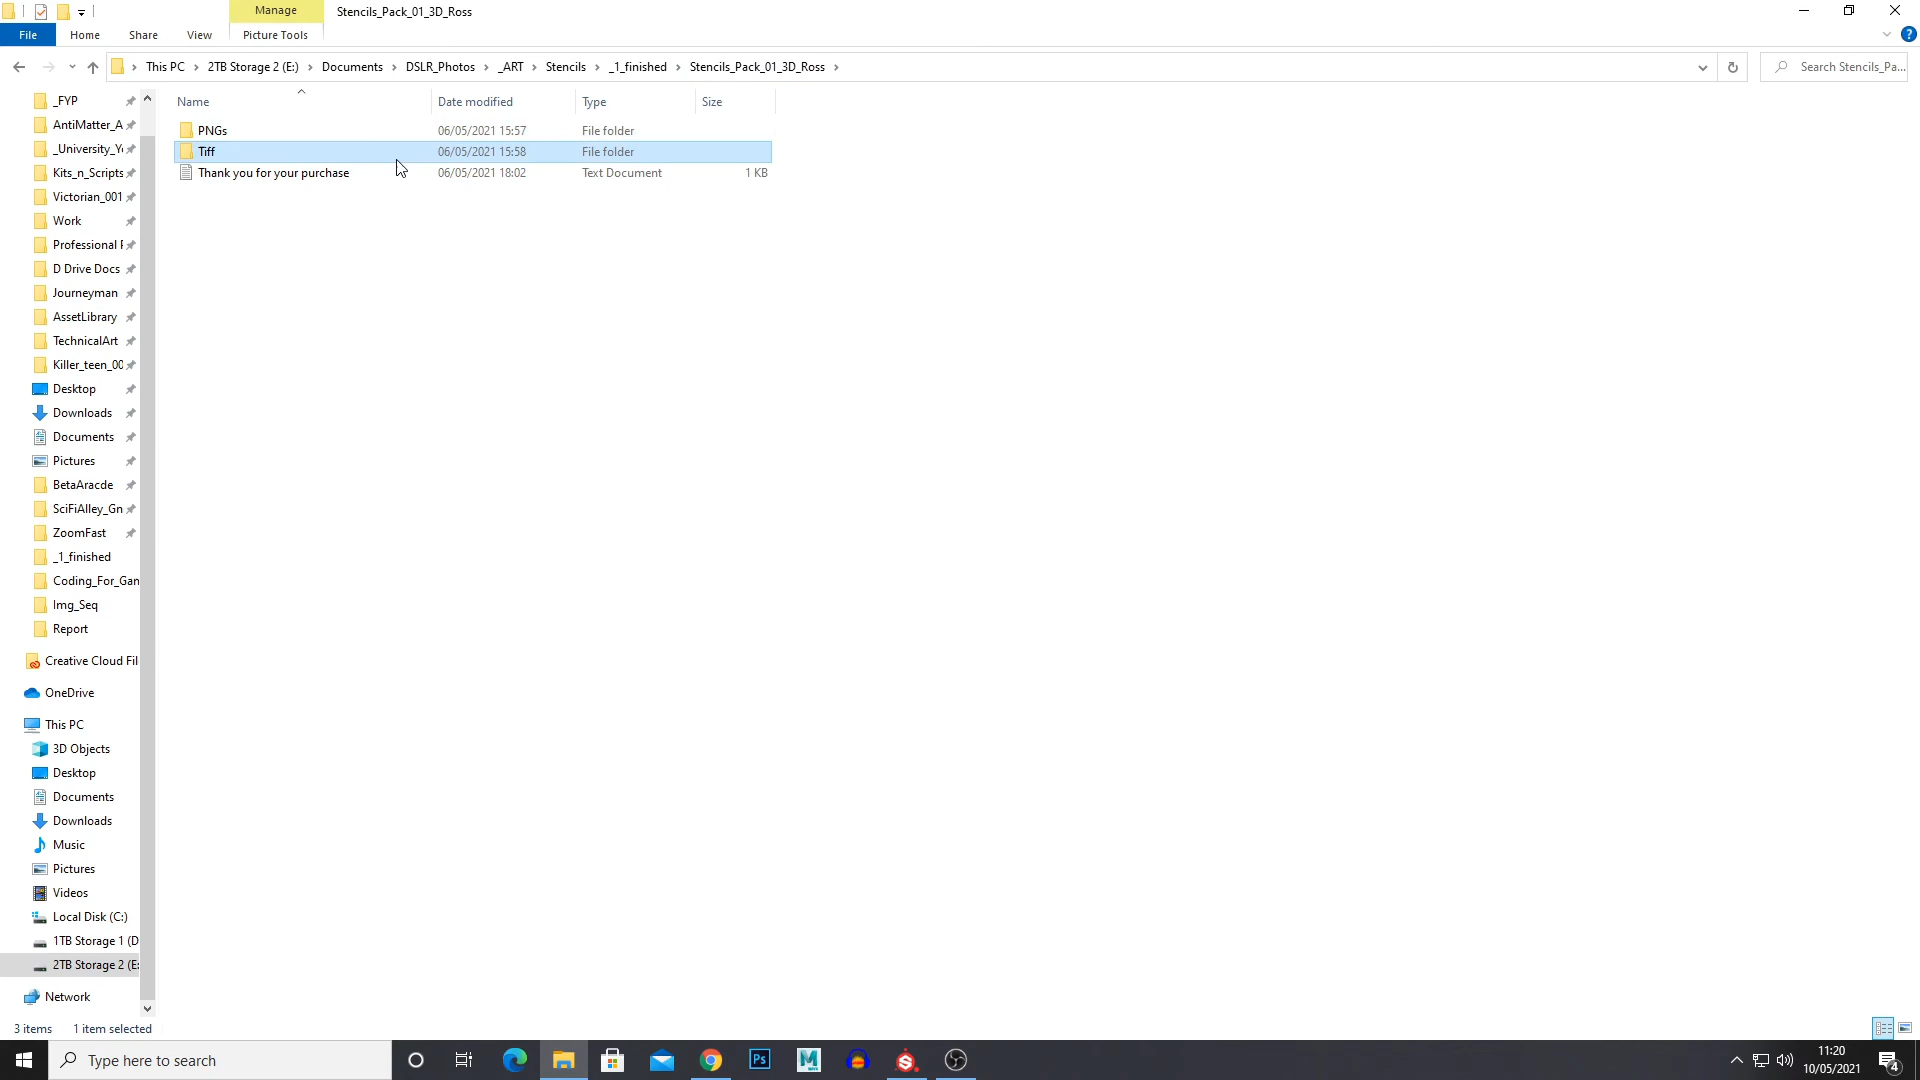 Manage
Stencils_Pack_01_3D_Ross
File
Home
Share
View
Picture Tools
This PC
2TB Storage 2 (E:)
Documents
DSLR_Photos
_ART
Stencils
_1_finished
Stencils_Pack_01_3D_Ross
Search Stencils_Pa...
Name
Date modified
Type
Size
PNGs
06/05/2021 15:57
File folder
Tiff
06/05/2021 15:58
File folder
Thank you for your purchase
06/05/2021 18:02
Text Document
1 KB
_FYP
AntiMatter_A
_University_Y
Kits_n_Scripts
Victorian_001
Work
Professional
D Drive Docs
Journeyman
AssetLibrary
TechnicalArt
Killer_teen_00
Desktop
Downloads
Documents
Pictures
BetaAracde
SciFiAlley_Gn
ZoomFast
_1_finished
Coding_For_Gan
Img_Seq
Report
Creative Cloud Fil
OneDrive
This PC
3D Objects
Desktop
Documents
Downloads
Music
Pictures
Videos
Local Disk (C:)
1TB Storage 1 (D
2TB Storage 2 (E:
Network
3 items
1 item selected
Type here to search
Ps
M
11:20
10/05/2021
4